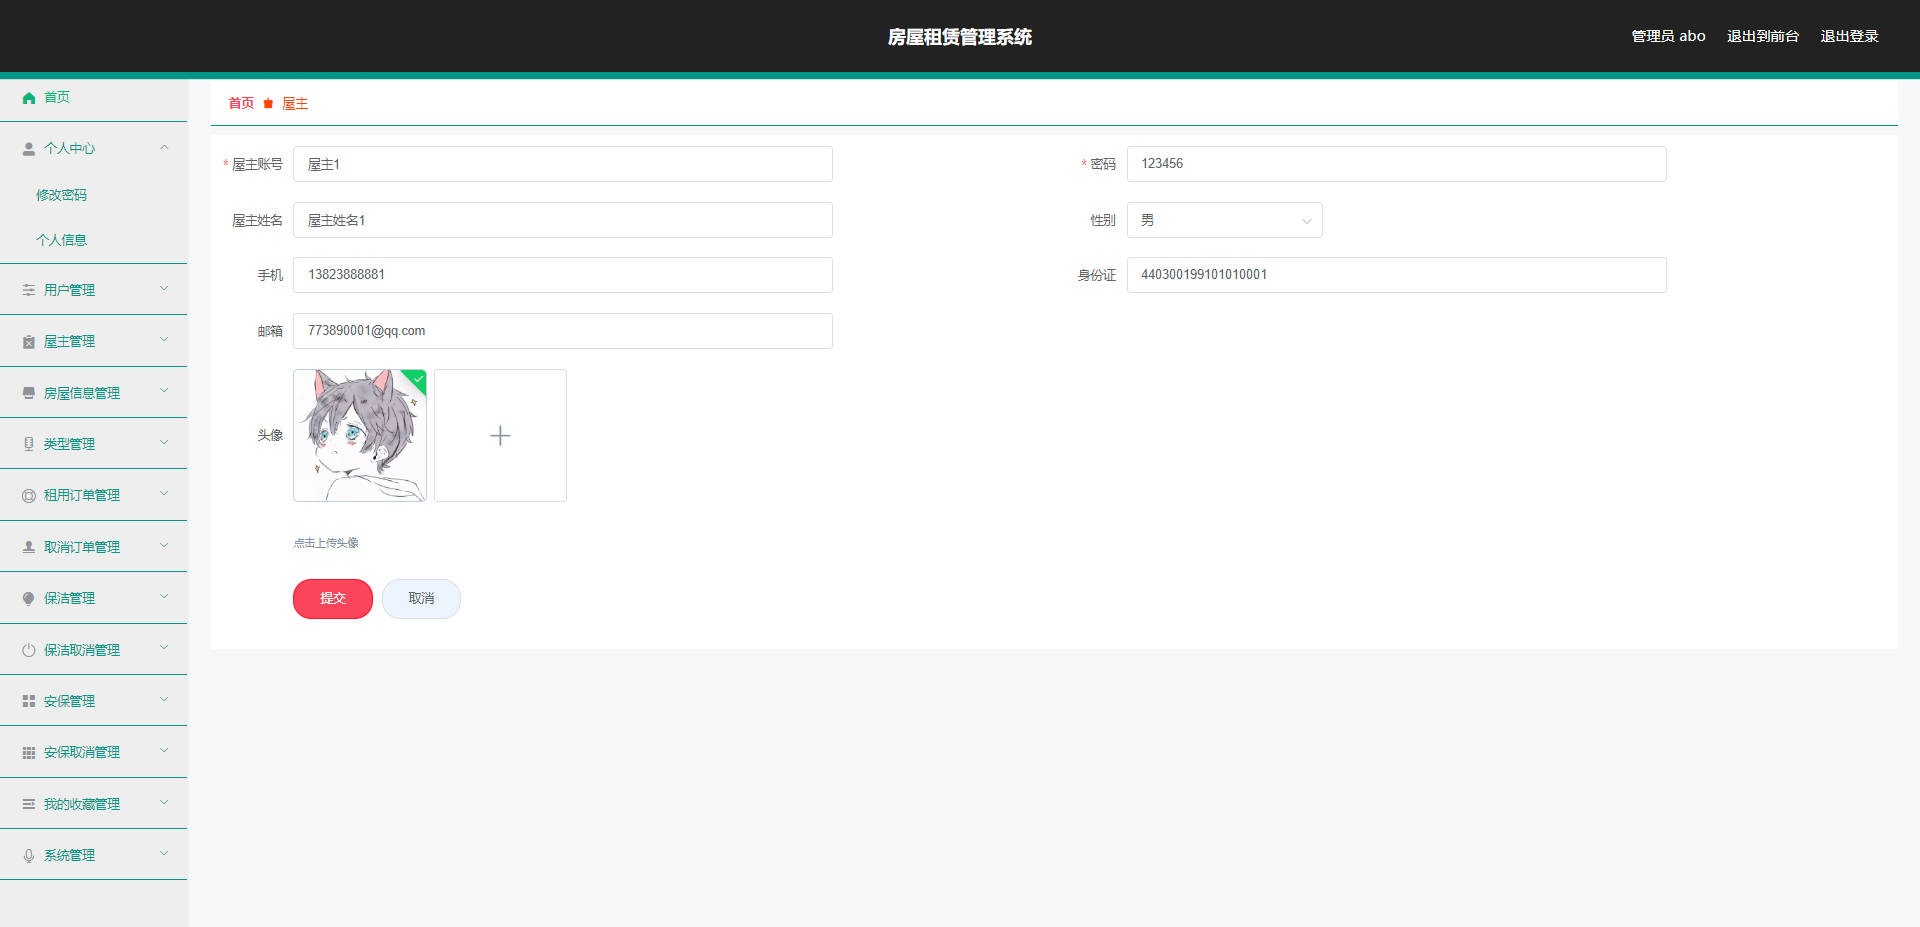 房屋租赁管理系统
管理员 abo 退出到前台 退出登录
首页
个人中心
修改密码
个人信息
用户管理
屋主管理
房屋信息管理
类型管理
租用订单管理
取消订单管理
保洁管理
保洁取消管理
安保管理
安保取消管理
我的收藏管理
系统管理
首页 屋主
* 屋主账号 屋主1
* 密码 123456
屋主姓名 屋主姓名1
性别 男
手机 13823888881
身份证 440300199101010001
邮箱 773890001@qq.com
头像
点击上传头像
提交 取消